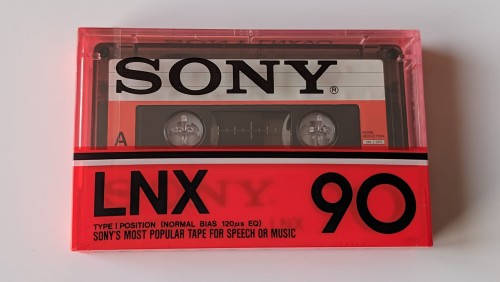 SONY®
A
LNX 90
TYPE I POSITION (NORMAL BIAS 120µs EQ)
SONY'S MOST POPULAR TAPE FOR SPEECH OR MUSIC